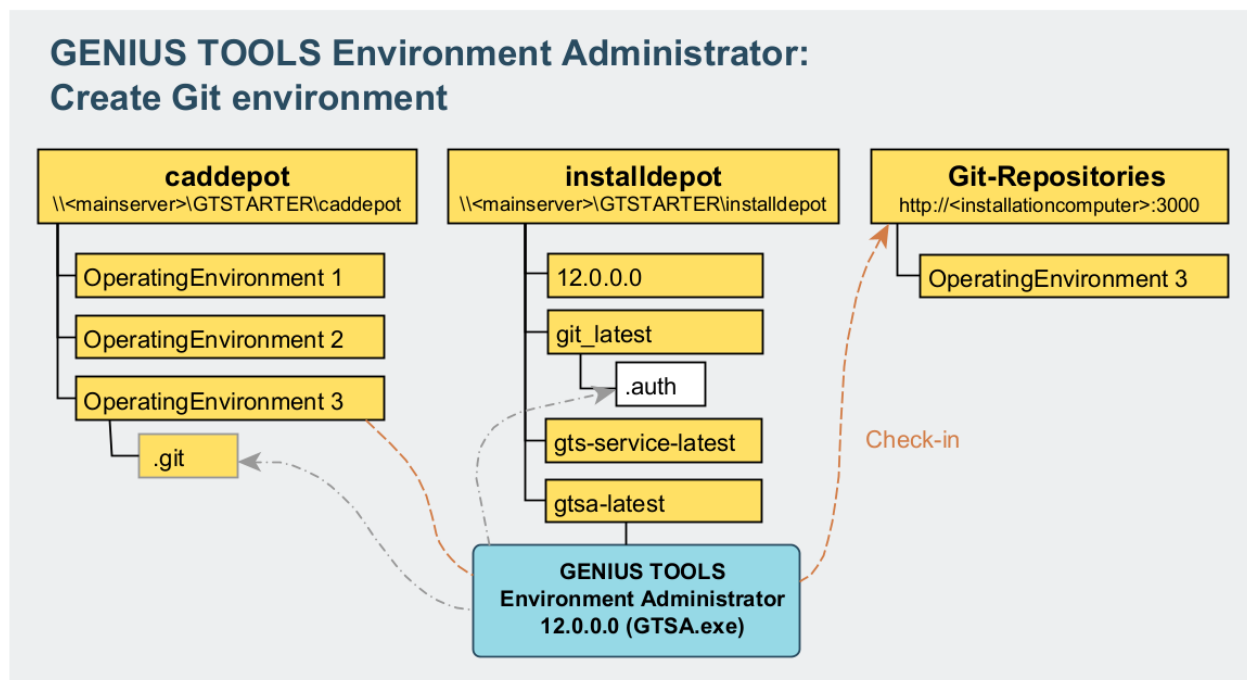 GENIUS TOOLS Environment Administrator:
Create Git environment
caddepot
\\<mainserver>\GTSTARTER\caddepot
OperatingEnvironment 1
OperatingEnvironment 2
OperatingEnvironment 3
.git
installdepot
\\<mainserver>\GTSTARTER\installdepot
12.0.0.0
git_latest
.auth
gts-service-latest
gtsa-latest
GENIUS TOOLS
Environment Administrator
12.0.0.0 (GTSA.exe)
Git-Repositories
http://<installationcomputer>:3000
OperatingEnvironment 3
Check-in